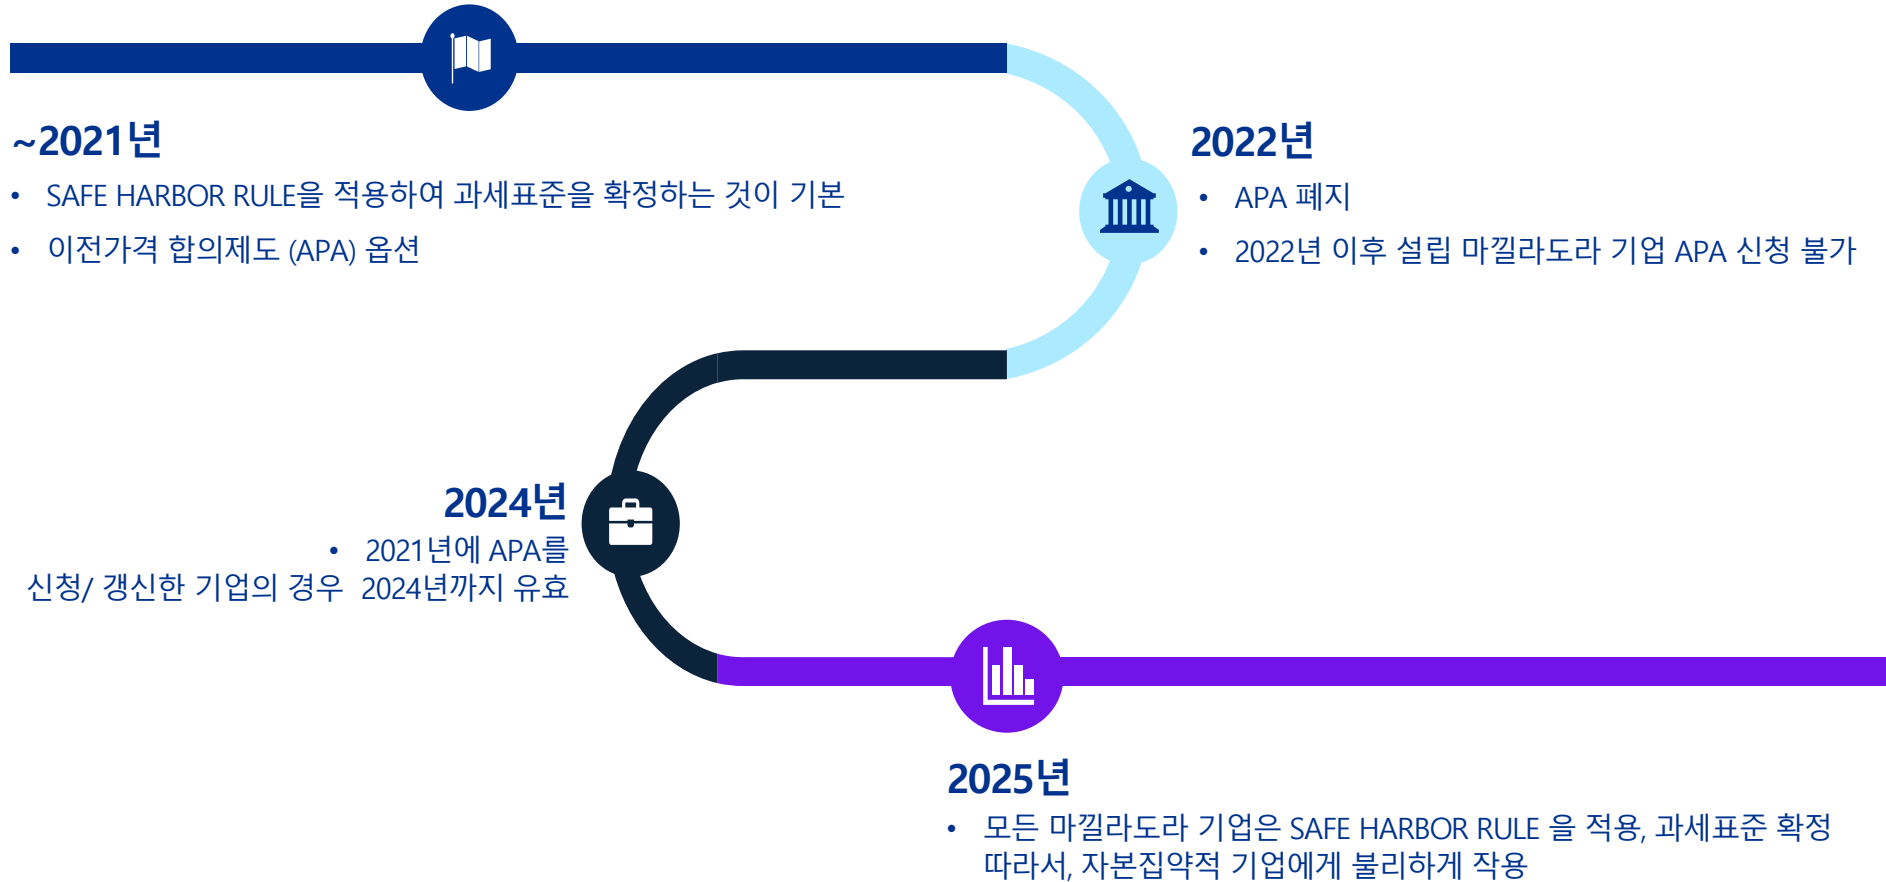 ~2021년
• SAFE HARBOR RULE을 적용하여 과세표준을 확정하는 것이 기본
• 이전가격 합의제도 (APA) 옵션
2022년
• APA 폐지
• 2022년 이후 설립 마낄라도라 기업 APA 신청 불가
2024년
• 2021년에 APA를
신청/ 갱신한 기업의 경우 2024년까지 유효
2025년
• 모든 마낄라도라 기업은 SAFE HARBOR RULE 을 적용, 과세표준 확정
따라서, 자본집약적 기업에게 불리하게 작용